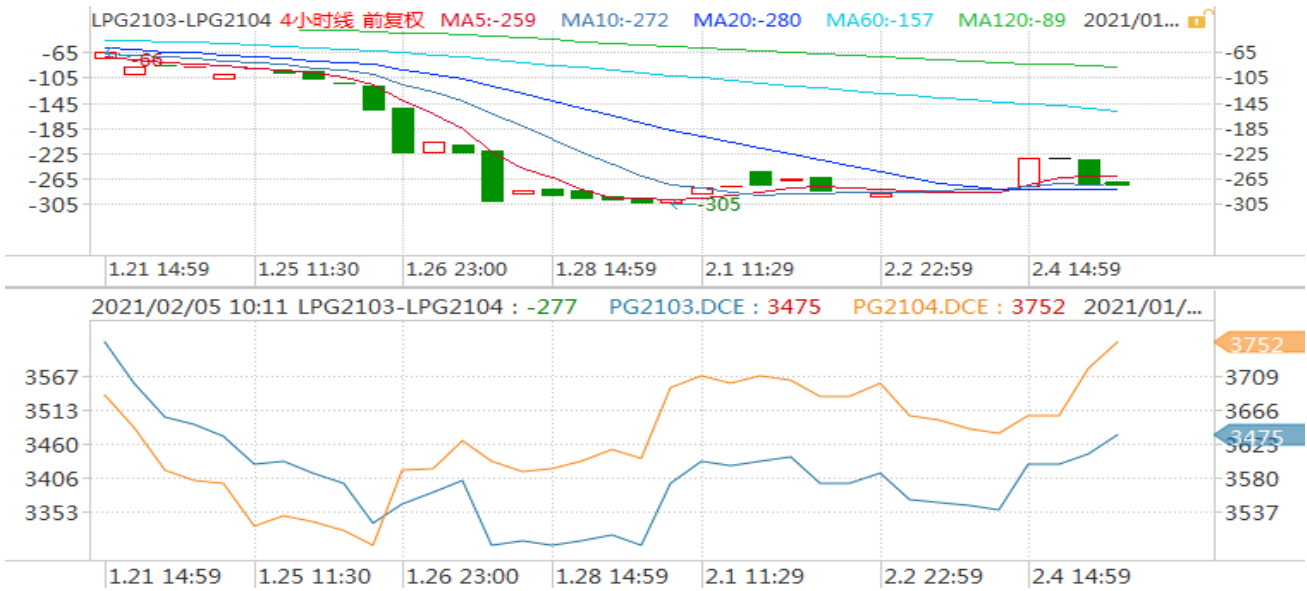 LPG2103-LPG2104 4小时线 前复权 MA5:-259 MA10:-272 MA20:-280 MA60:-157 MA120:-89 2021/01...
-65 -66 -65
-105 -105
-145 -145
-185 -185
-225 -225
-265 -265
-305 -305 -305
1.21 14:59 1.25 11:30 1.26 23:00 1.28 14:59 2.1 11:29 2.2 22:59 2.4 14:59
2021/02/05 10:11 LPG2103-LPG2104 : -277 PG2103.DCE : 3475 PG2104.DCE : 3752 2021/01/...
3752
3567 3709
3513 3666
3475
3460 3623
3406 3580
3353 3537
1.21 14:59 1.25 11:30 1.26 23:00 1.28 14:59 2.1 11:29 2.2 22:59 2.4 14:59